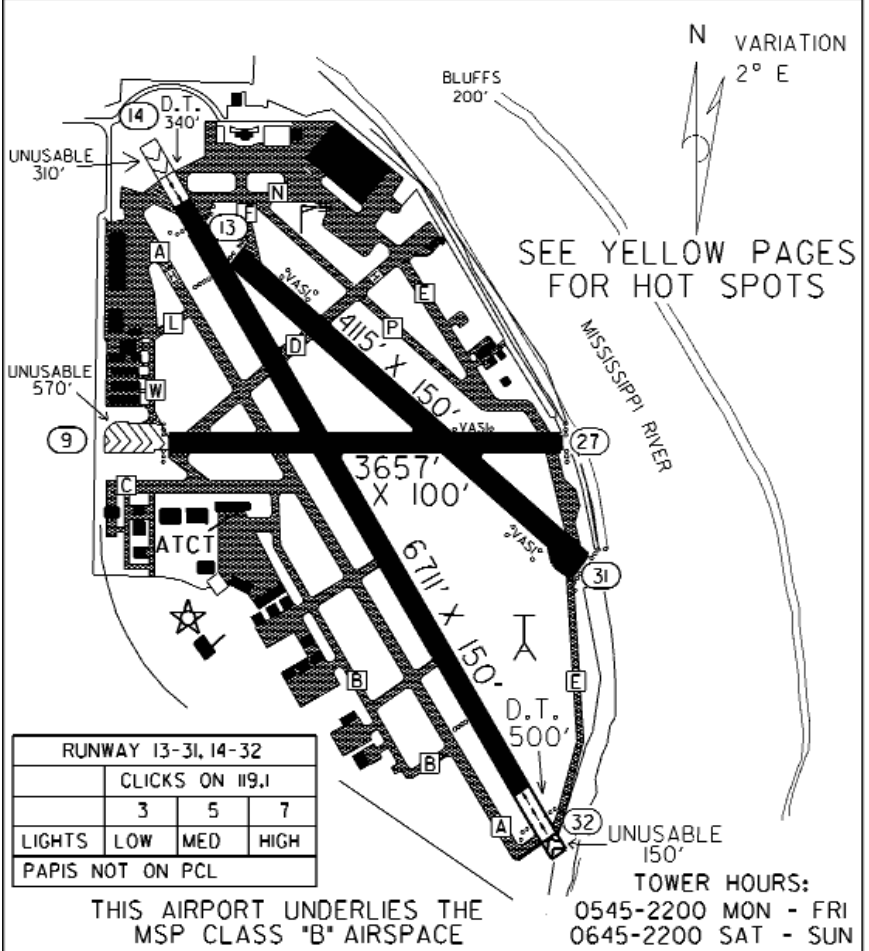 N
VARIATION
2° E
BLUFFS
200'
14
D.T.
340'
UNUSABLE
310'
N
F
13
A
SEE YELLOW PAGES
FOR HOT SPOTS
VASI
E
L
P
D
4115' X 150'
MISSISSIPPI RIVER
UNUSABLE
570'
W
9
VASI
27
3657'
X 100'
C
ATCT
VASI
31
6711' X 150'
B
E
D.T.
500'
B
A
32
UNUSABLE
150'
RUNWAY 13-31, 14-32
CLICKS ON 119.1
3 5 7
LIGHTS LOW MED HIGH
PAPIS NOT ON PCL
THIS AIRPORT UNDERLIES THE
MSP CLASS "B" AIRSPACE
TOWER HOURS:
0545-2200 MON - FRI
0645-2200 SAT - SUN